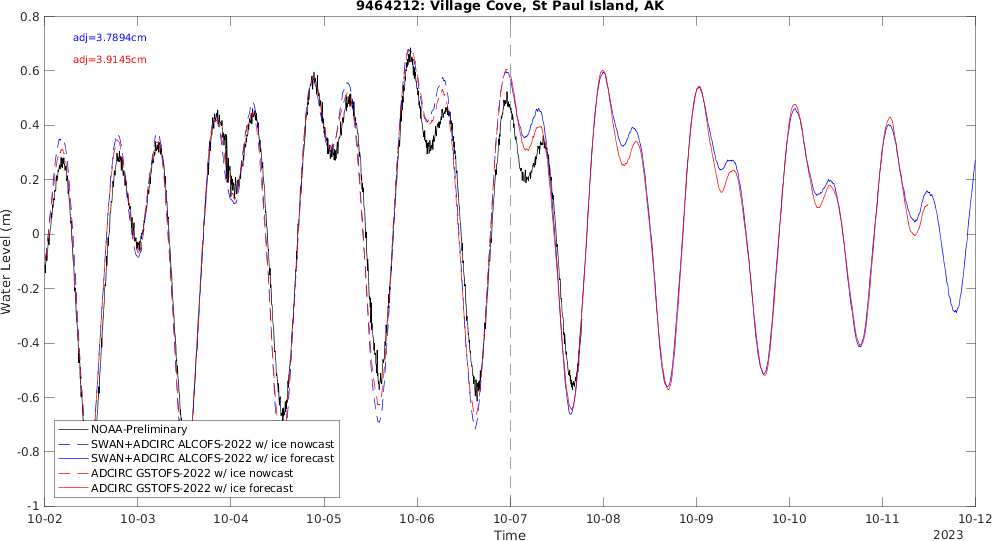 9464212: Village Cove, St Paul Island, AK
adj=3.7894cm
adj=3.9145cm
0.8
0.6
0.4
0.2
0
-0.2
-0.4
-0.6
-0.8
-1
Water Level (m)
NOAA-Preliminary
SWAN+ADCIRC ALCOFS-2022 w/ ice nowcast
SWAN+ADCIRC ALCOFS-2022 w/ ice forecast
ADCIRC GSTOFS-2022 w/ ice nowcast
ADCIRC GSTOFS-2022 w/ ice forecast
10-02 10-03 10-04 10-05 10-06 10-07 10-08 10-09 10-10 10-11 10-12
Time
2023